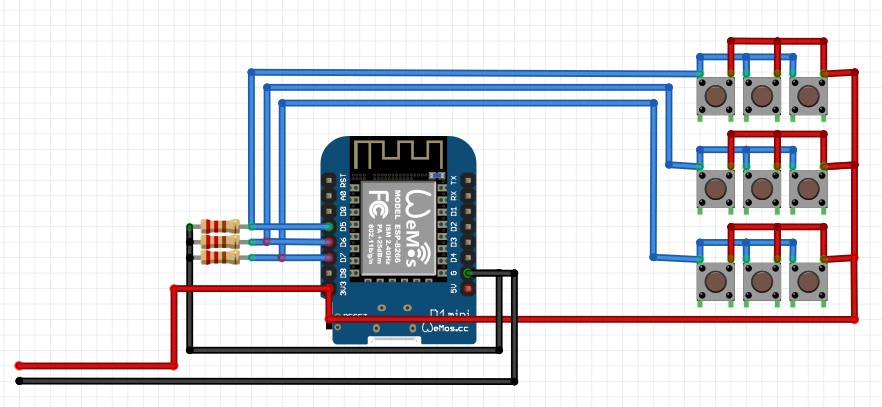 RST
A0
D0
D5
D6
D7
D8
3V3
TX
RX
D1
D2
D3
D4
G
5V
WeMos
MODEL ESP-8266
ISM 2.4GHz
PA +25dBm
802.11b/g/n
FC
RESET
D1 mini
WeMos.cc